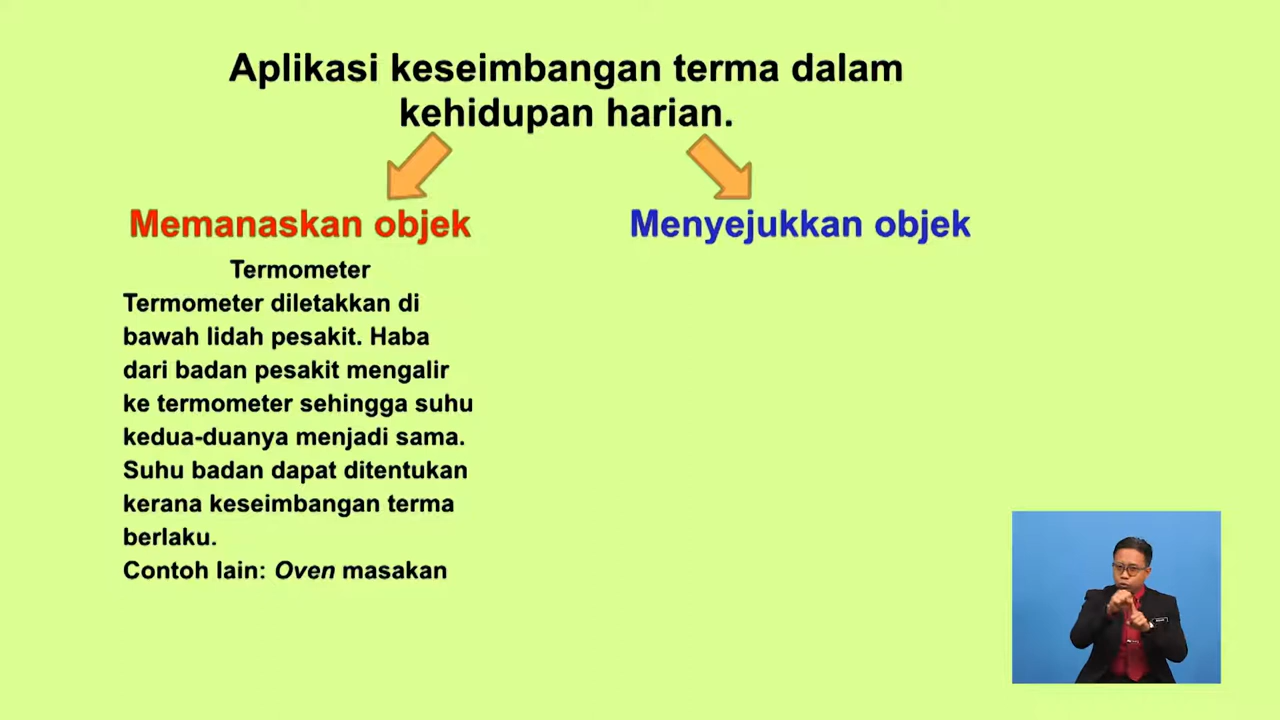 Aplikasi keseimbangan terma dalam
kehidupan harian.
Memanaskan objek
Termometer
Termometer diletakkan di
bawah lidah pesakit. Haba
dari badan pesakit mengalir
ke termometer sehingga suhu
kedua-duanya menjadi sama.
Suhu badan dapat ditentukan
kerana keseimbangan terma
berlaku.
Contoh lain: Oven masakan
Menyejukkan objek